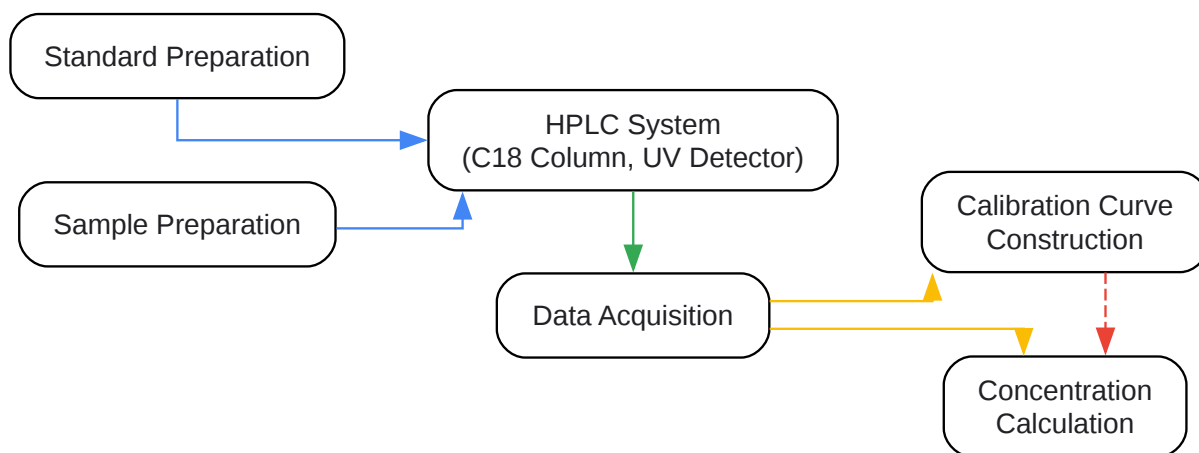 Standard Preparation
HPLC System
(C18 Column, UV Detector)
Sample Preparation
Calibration Curve
Construction
Data Acquisition
Concentration
Calculation